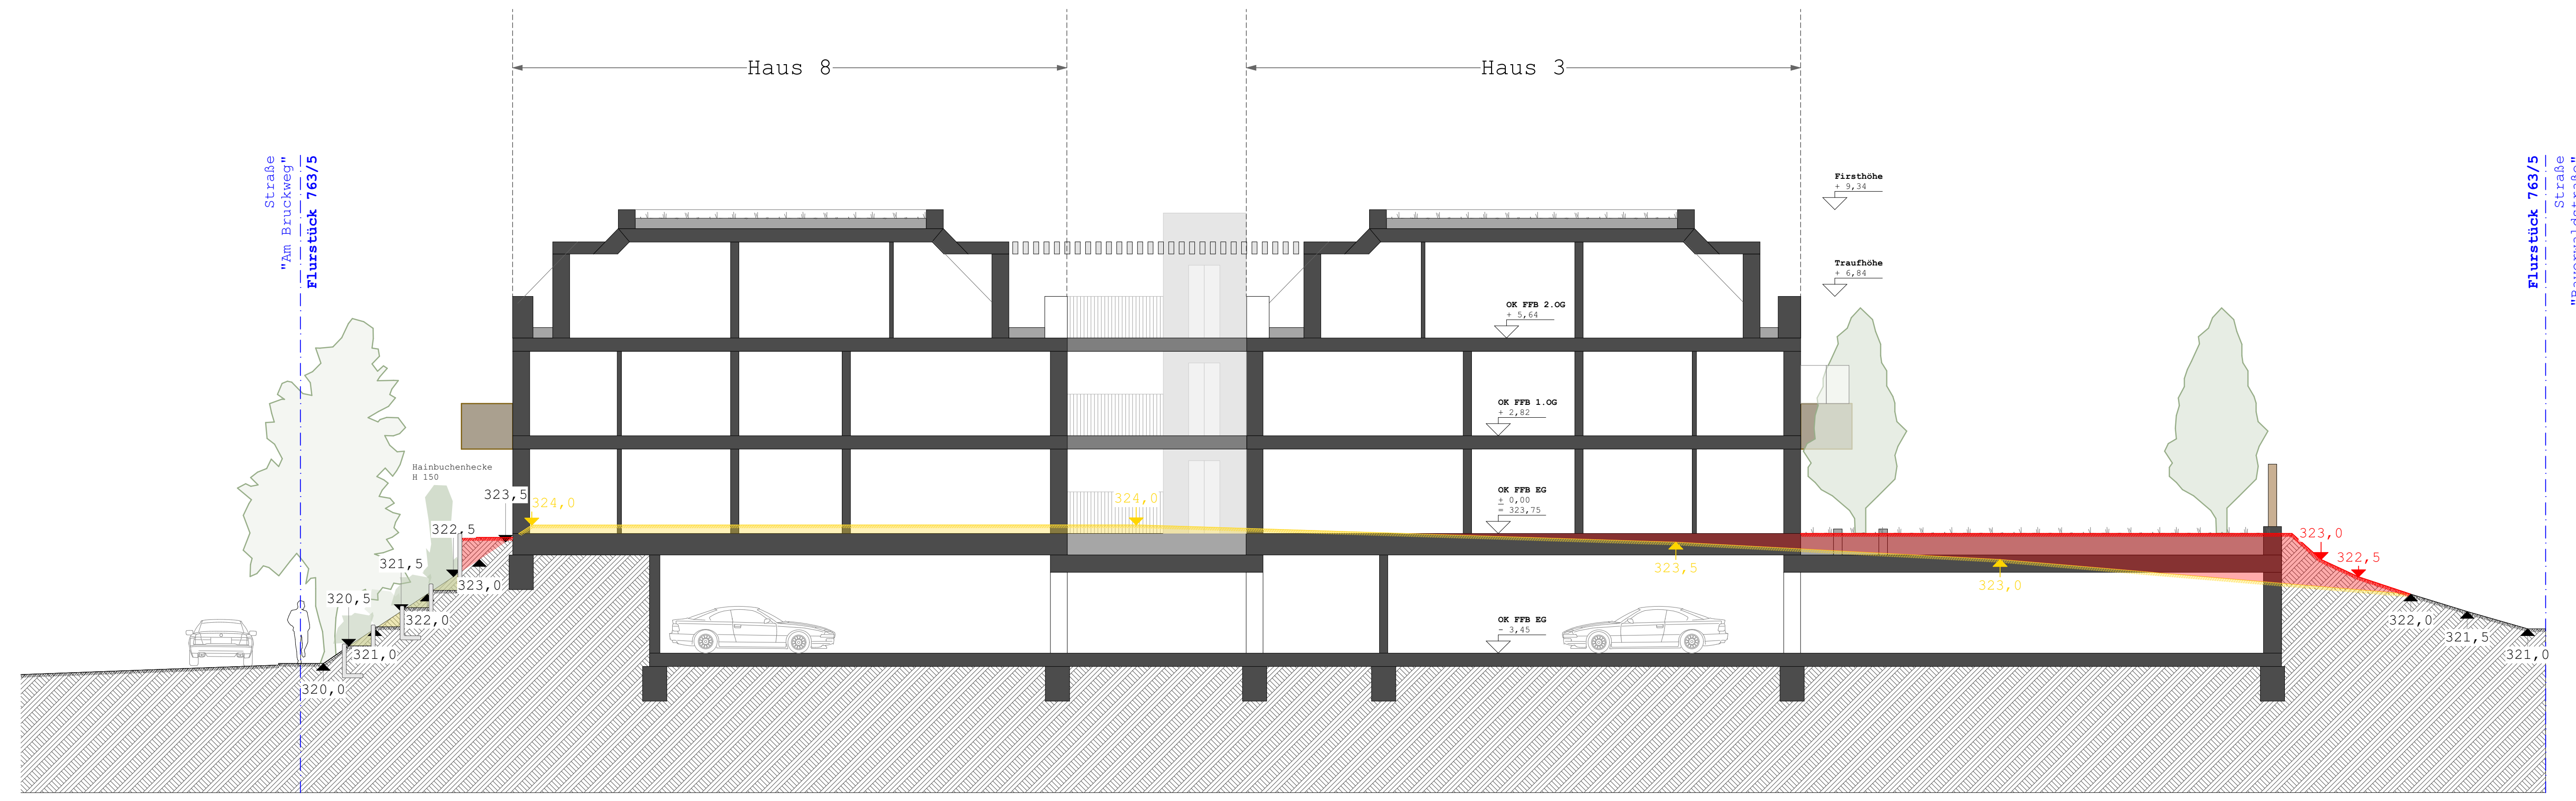 Haus 8
Haus 3
Straße
"Am Bruckweg"
Flurstück 763/5
Firsthöhe
+ 9,34
Traufhöhe
+ 6,84
Flurstück 763/5
Straße
OK FFB 2.OG
+ 5,64
OK FFB 1.OG
+ 2,82
Hainbuchenhecke
H 150
OK FFB EG
± 0,00
= 323,75
323,5
324,0
324,0
322,5
321,5
323,0
320,5
322,0
321,0
320,0
323,5
323,0
323,0
322,5
OK FFB EG
- 3,45
322,0
321,5
321,0